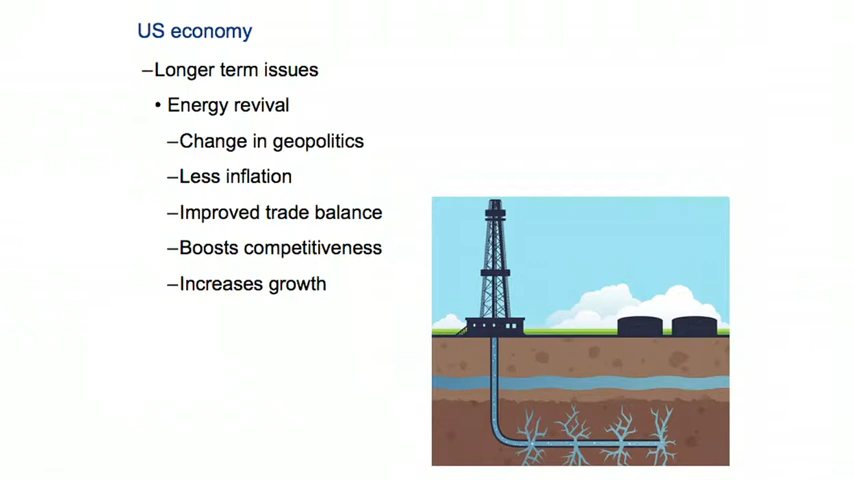 US economy
–Longer term issues
• Energy revival
–Change in geopolitics
–Less inflation
–Improved trade balance
–Boosts competitiveness
–Increases growth